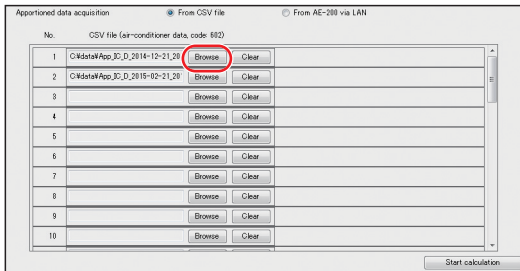 Apportioned data acquisition From CSV file From AE-200 via LAN
No. CSV file (air-conditioner data, code: 682)
1 C:¥data¥App_IC_D_2014-12-21_20 Browse Clear
2 C:¥data¥App_IC_D_2015-02-21_20 Browse Clear
3 Browse Clear
4 Browse Clear
5 Browse Clear
6 Browse Clear
7 Browse Clear
8 Browse Clear
9 Browse Clear
10 Browse Clear
Start calculation